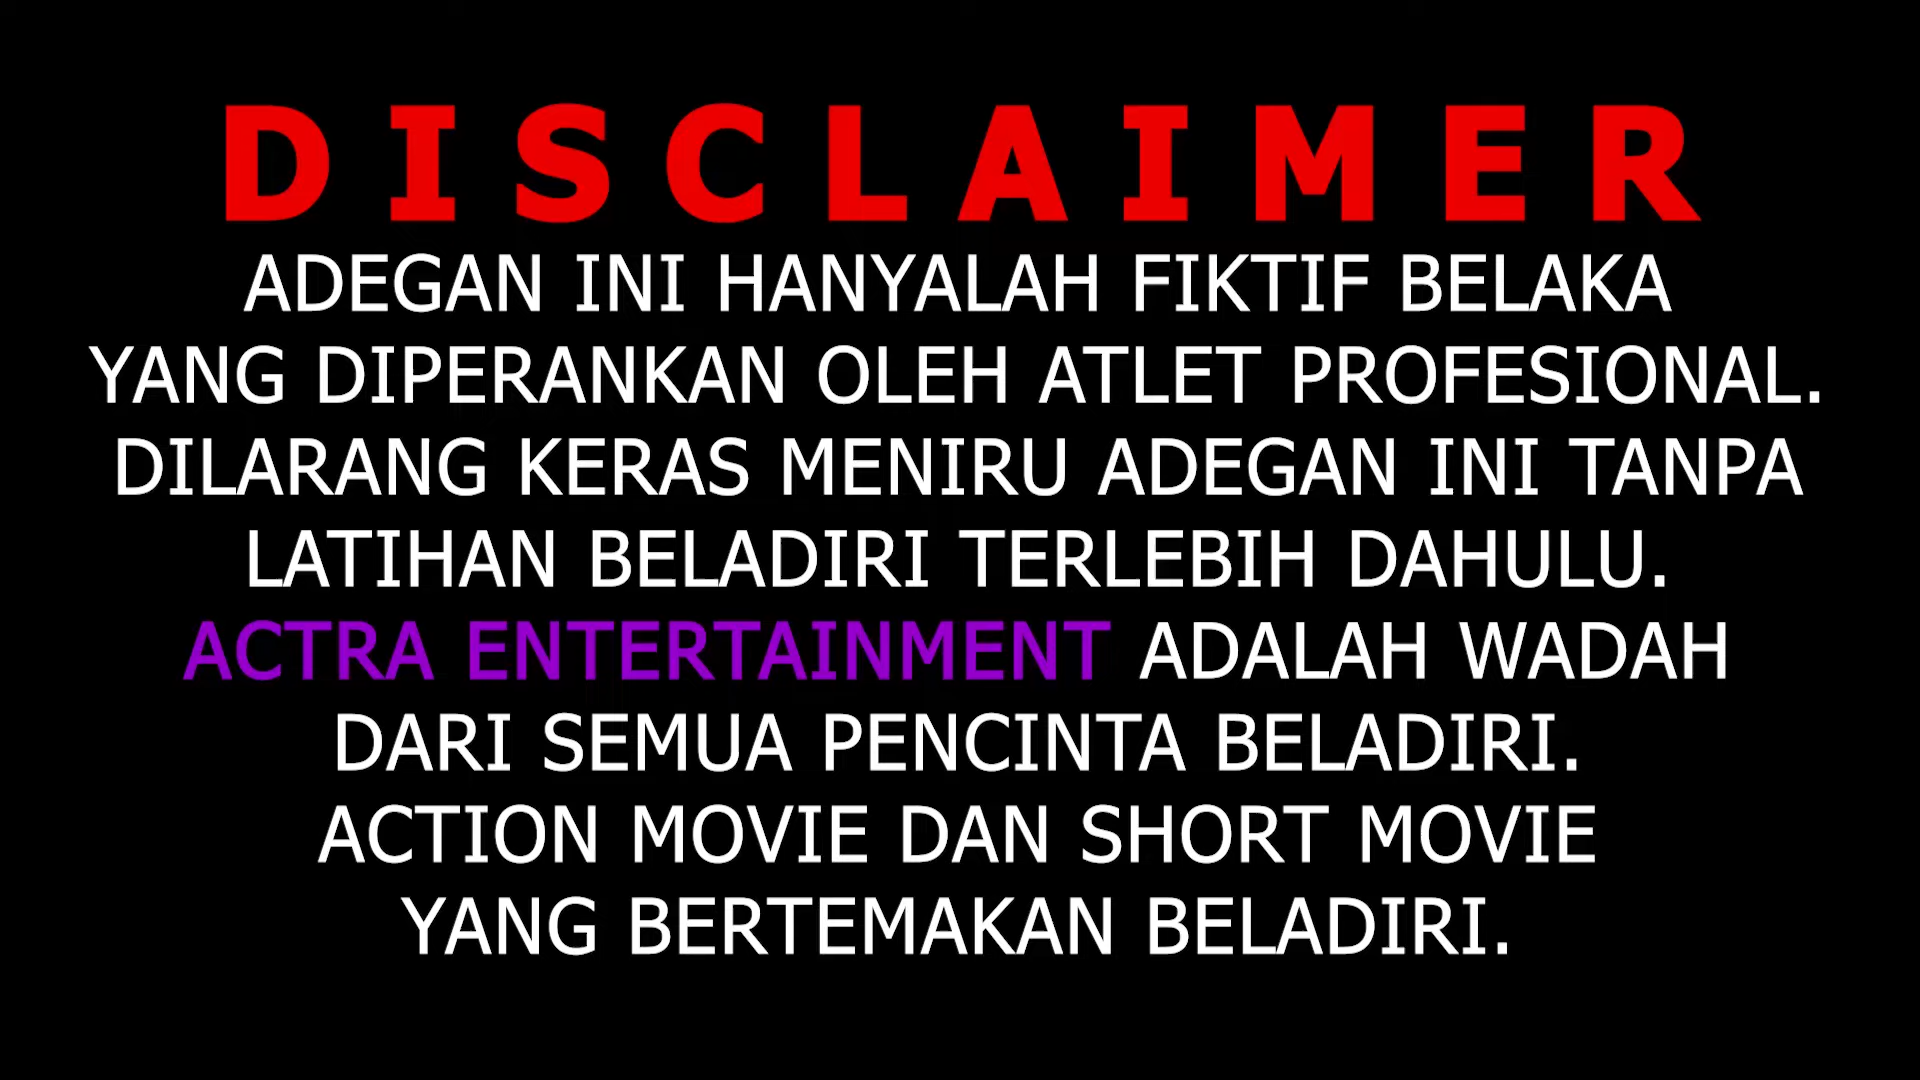 DISCLAIMER
ADEGAN INI HANYALAH FIKTIF BELAKA
YANG DIPERANKAN OLEH ATLET PROFESIONAL.
DILARANG KERAS MENIRU ADEGAN INI TANPA
LATIHAN BELADIRI TERLEBIH DAHULU.
ACTRA ENTERTAINMENT ADALAH WADAH
DARI SEMUA PENCINTA BELADIRI.
ACTION MOVIE DAN SHORT MOVIE
YANG BERTEMAKAN BELADIRI.